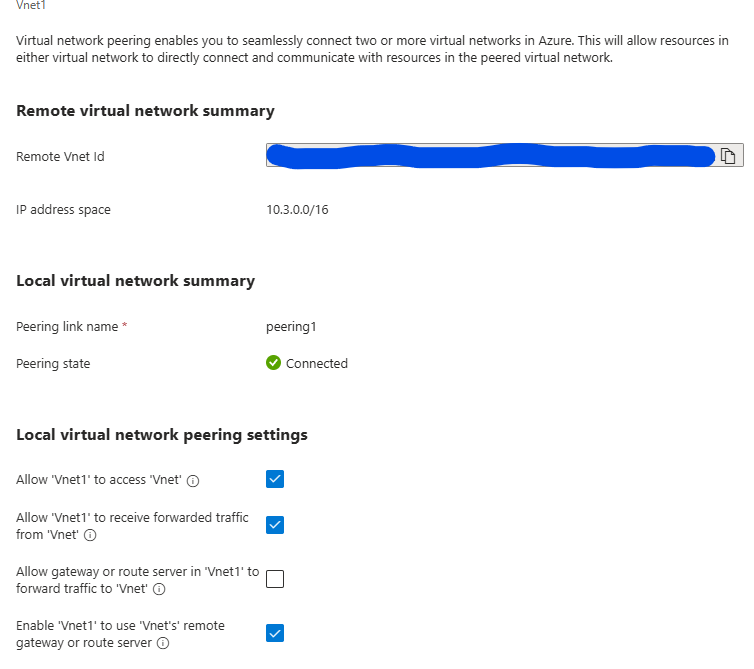 Vnet1
Virtual network peering enables you to seamlessly connect two or more virtual networks in Azure. This will allow resources in
either virtual network to directly connect and communicate with resources in the peered virtual network.
Remote virtual network summary
Remote Vnet Id
IP address space
10.3.0.0/16
Local virtual network summary
Peering link name *
peering1
Peering state
Connected
Local virtual network peering settings
Allow 'Vnet1' to access 'Vnet'
Allow 'Vnet1' to receive forwarded traffic
from 'Vnet'
Allow gateway or route server in 'Vnet1' to
forward traffic to 'Vnet'
Enable 'Vnet1' to use 'Vnet's' remote
gateway or route server